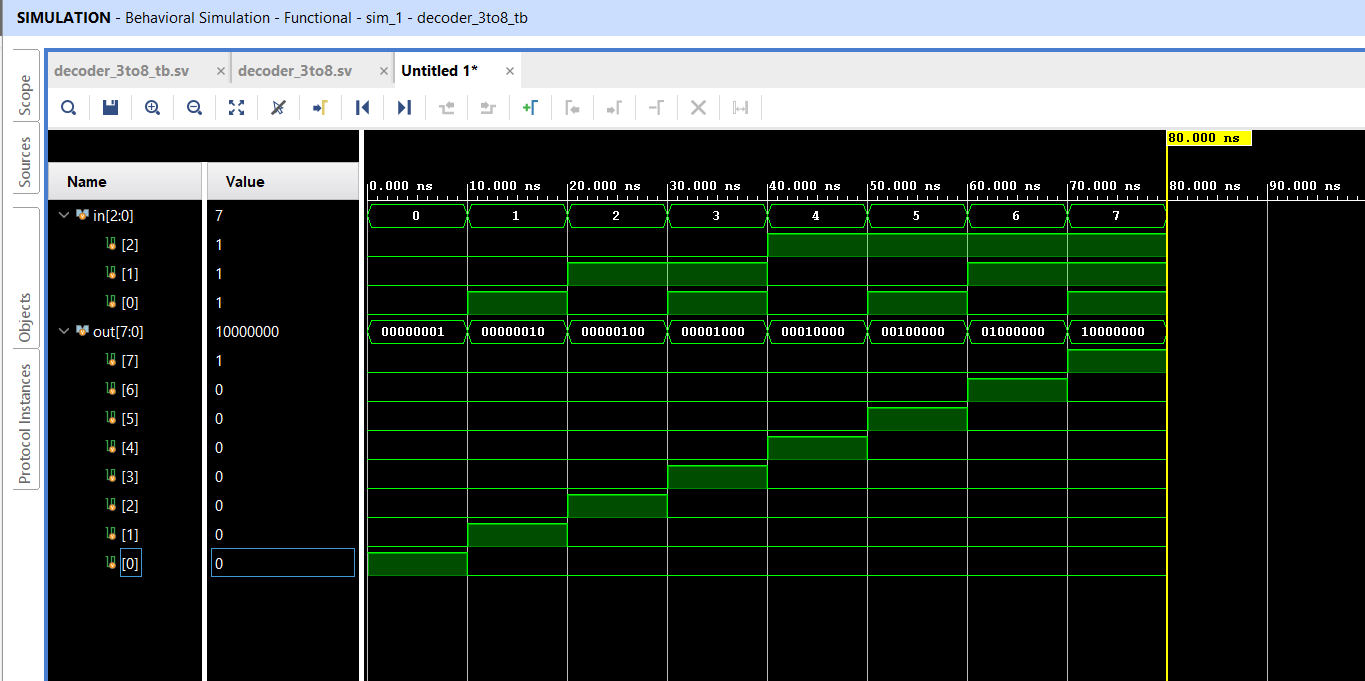 SIMULATION - Behavioral Simulation - Functional - sim_1 - decoder_3to8_tb
Scope
Sources
Objects
Protocol Instances
decoder_3to8_tb.sv × decoder_3to8.sv × Untitled 1* ×
80.000 ns
Name Value
0.000 ns 10.000 ns 20.000 ns 30.000 ns 40.000 ns 50.000 ns 60.000 ns 70.000 ns 80.000 ns 90.000 ns
in[2:0] 7 0 1 2 3 4 5 6 7
[2] 1
[1] 1
[0] 1
out[7:0] 10000000 00000001 00000010 00000100 00001000 00010000 00100000 01000000 10000000
[7] 1
[6] 0
[5] 0
[4] 0
[3] 0
[2] 0
[1] 0
[0] 0